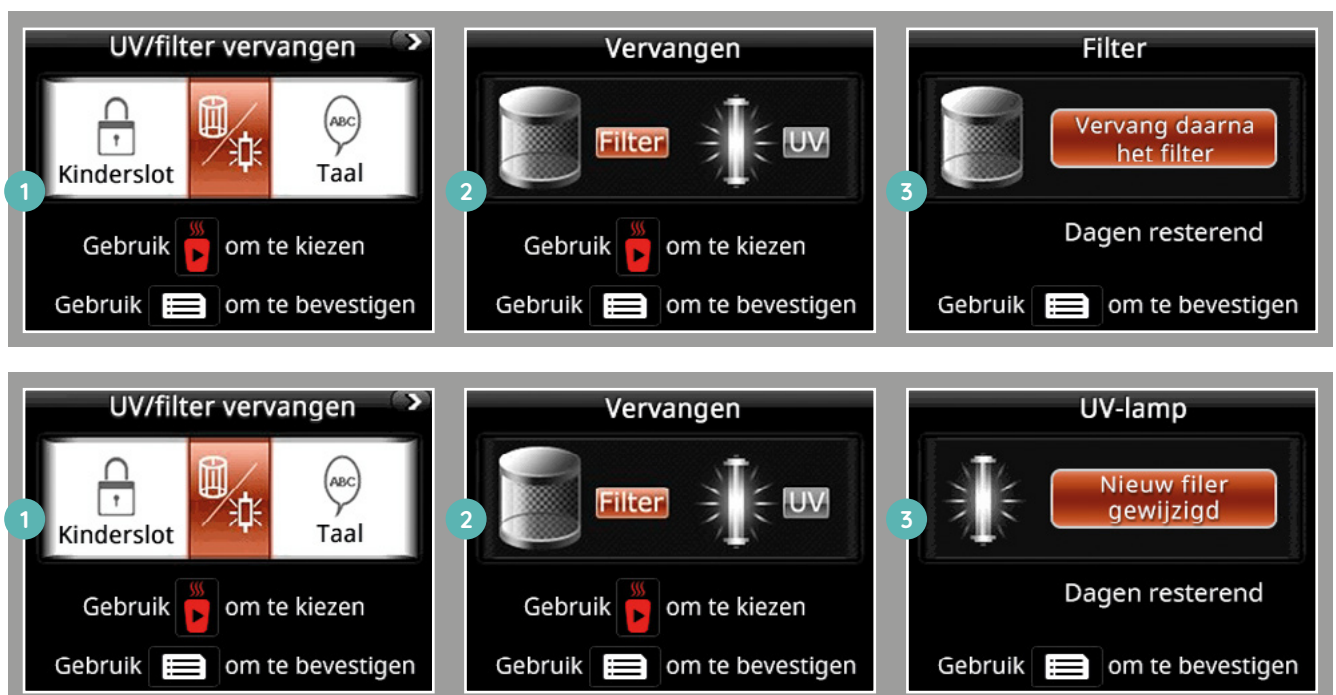 UV/filter vervangen
Kinderslot
ABC
Taal
1
Gebruik om te kiezen
Gebruik om te bevestigen
Vervangen
Filter
UV
2
Gebruik om te kiezen
Gebruik om te bevestigen
Filter
Vervang daarna
het filter
3
Dagen resterend
Gebruik om te bevestigen
UV/filter vervangen
Kinderslot
ABC
Taal
1
Gebruik om te kiezen
Gebruik om te bevestigen
Vervangen
Filter
UV
2
Gebruik om te kiezen
Gebruik om te bevestigen
UV-lamp
Nieuw filer
gewijzigd
3
Dagen resterend
Gebruik om te bevestigen